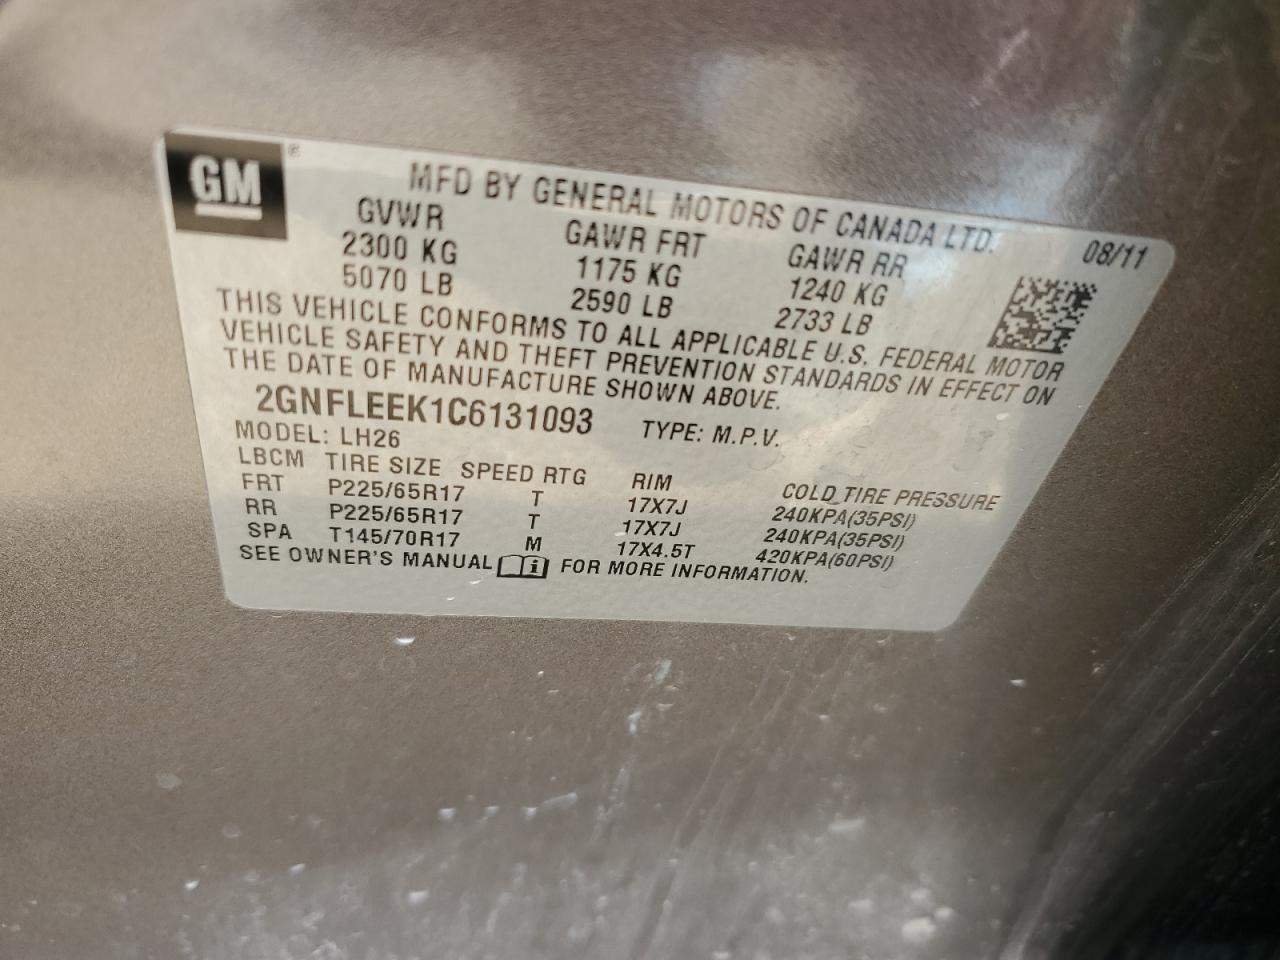 GM®
MFD BY GENERAL MOTORS OF CANADA LTD.
08/11
GVWR GAWR FRT GAWR RR
2300 KG 1175 KG 1240 KG
5070 LB 2590 LB 2733 LB
THIS VEHICLE CONFORMS TO ALL APPLICABLE U.S. FEDERAL MOTOR
VEHICLE SAFETY AND THEFT PREVENTION STANDARDS IN EFFECT ON
THE DATE OF MANUFACTURE SHOWN ABOVE.
2GNFLEEK1C6131093 TYPE: M.P.V.
MODEL: LH26
LBCM TIRE SIZE SPEED RTG RIM COLD TIRE PRESSURE
FRT P225/65R17 T 17X7J 240KPA(35PSI)
RR P225/65R17 T 17X7J 240KPA(35PSI)
SPA T145/70R17 M 17X4.5T 420KPA(60PSI)
SEE OWNER'S MANUAL i FOR MORE INFORMATION.